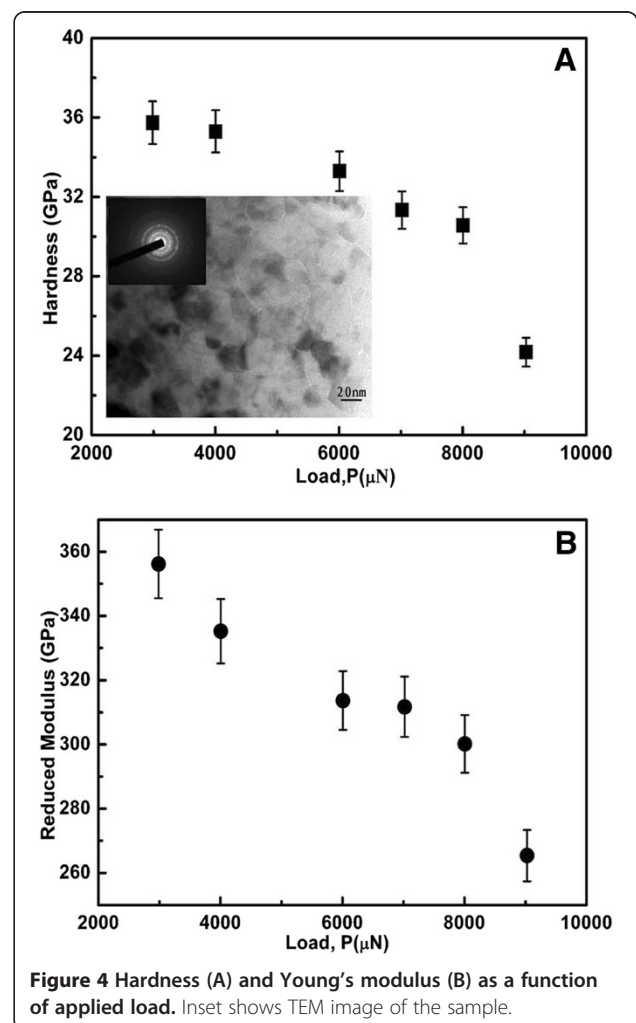 A
40
36
32
28
24
20
Hardness (GPa)
20nm
2000 4000 6000 8000 10000
Load,P(μN)
B
360
340
320
300
280
260
Reduced Modulus (GPa)
2000 4000 6000 8000 10000
Load, P(μN)
Figure 4 Hardness (A) and Young's modulus (B) as a function
of applied load. Inset shows TEM image of the sample.